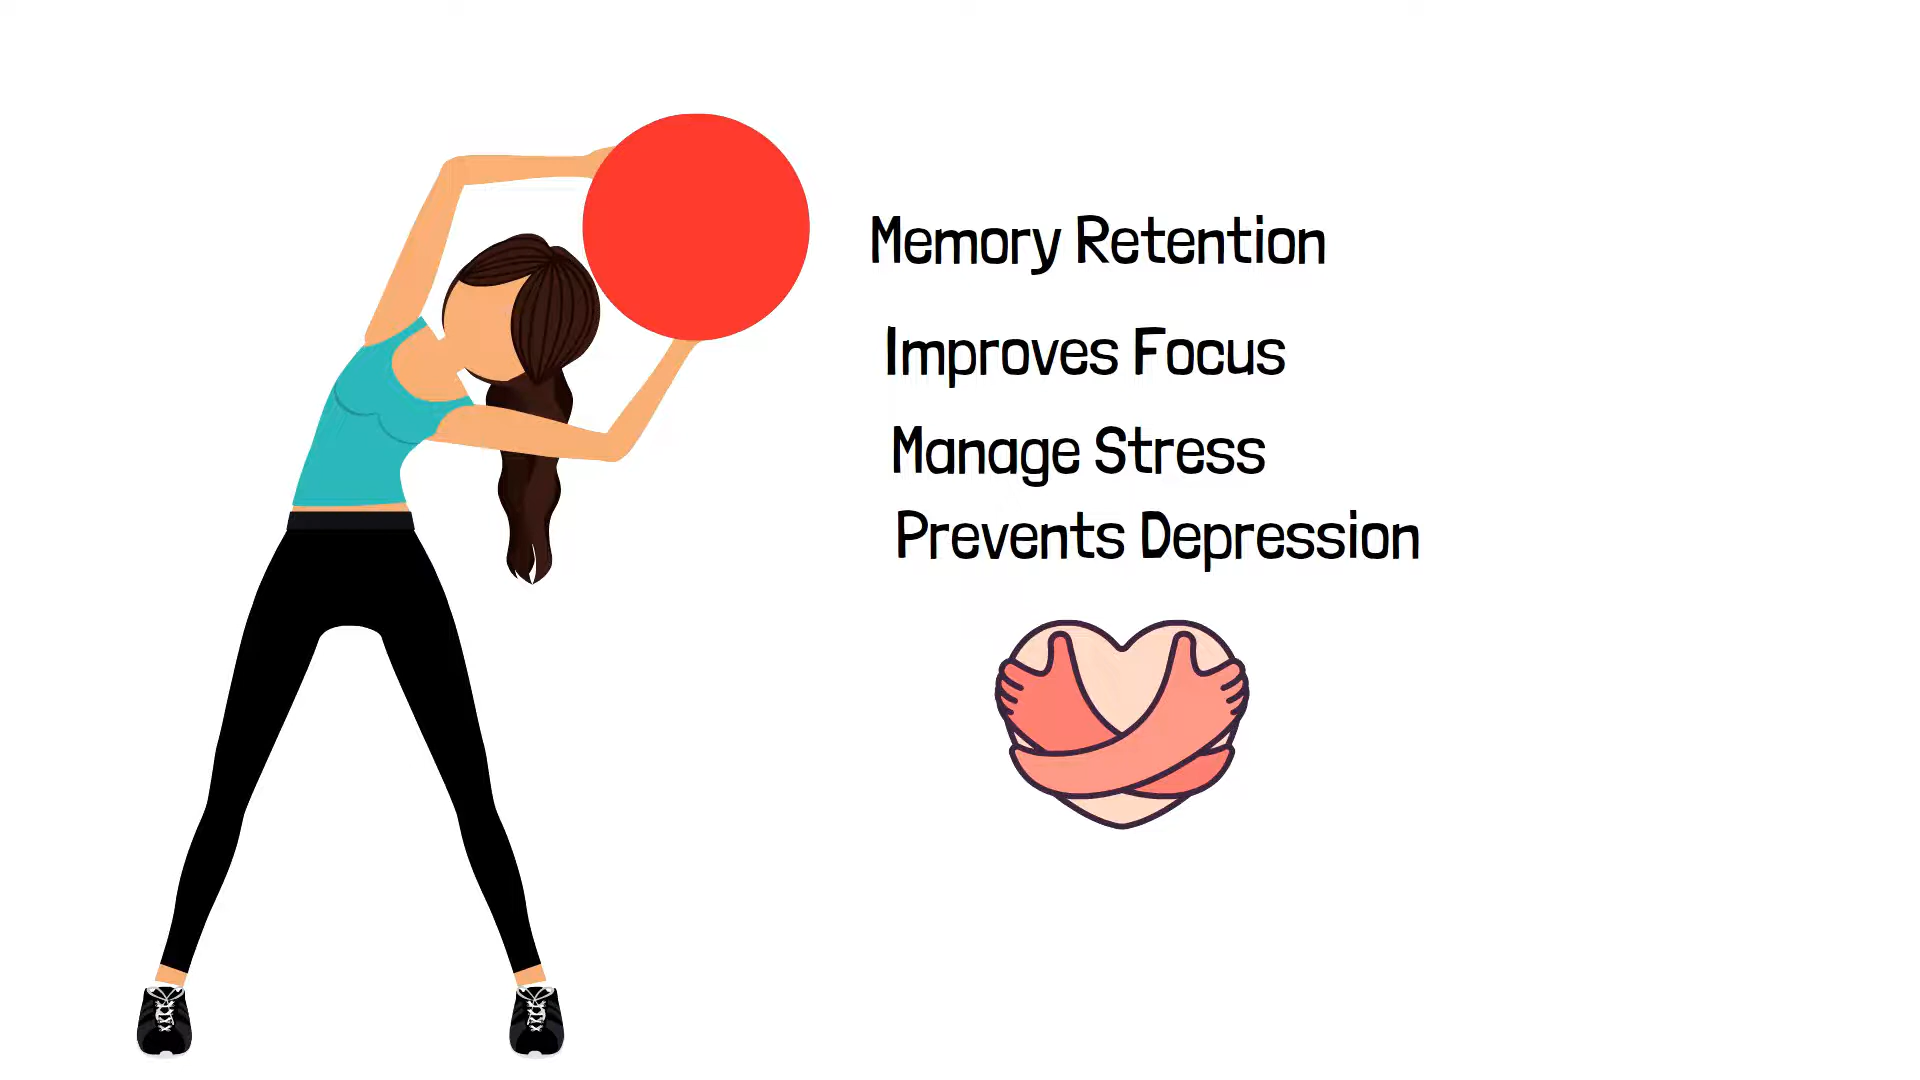 Memory Retention
Improves Focus
Manage Stress
Prevents Depression